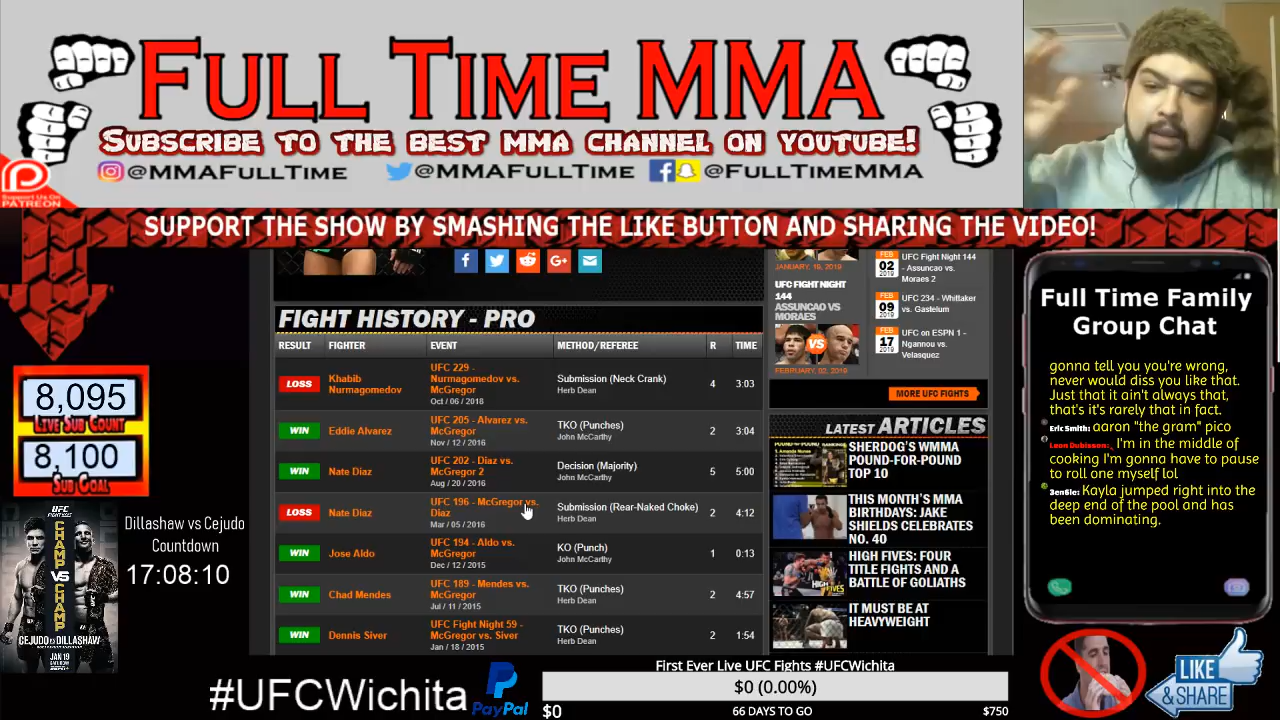 FULL TIME MMA
SUBSCRIBE TO THE BEST MMA CHANNEL ON YOUTUBE!
@MMAFULLTIME @MMAFULLTIME @FULLTIMEMMA
Support Us On
PATREON
SUPPORT THE SHOW BY SMASHING THE LIKE BUTTON AND SHARING THE VIDEO!
8,095
LIVE SUB COUNT
8,100
SUB GOAL
UFC
CHAMP
VS
CHAMP
CEJUDO DILLASHAW
JAN 19
Dillashaw vs Cejudo
Countdown
17:08:10
FIGHT HISTORY - PRO
RESULT FIGHTER EVENT METHOD/REFEREE R TIME
LOSS Khabib Nurmagomedov UFC 229 - Nurmagomedov vs. McGregor Oct / 06 / 2018 Submission (Neck Crank) Herb Dean 4 3:03
WIN Eddie Alvarez UFC 205 - Alvarez vs. McGregor Nov / 12 / 2016 TKO (Punches) John McCarthy 2 3:04
WIN Nate Diaz UFC 202 - Diaz vs. McGregor 2 Aug / 20 / 2016 Decision (Majority) John McCarthy 5 5:00
LOSS Nate Diaz UFC 196 - McGregor vs. Diaz Mar / 05 / 2016 Submission (Rear-Naked Choke) Herb Dean 2 4:12
WIN Jose Aldo UFC 194 - Aldo vs. McGregor Dec / 12 / 2015 KO (Punch) John McCarthy 1 0:13
WIN Chad Mendes UFC 189 - Mendes vs. McGregor Jul / 11 / 2015 TKO (Punches) Herb Dean 2 4:57
WIN Dennis Siver UFC Fight Night 59 - McGregor vs. Siver Jan / 18 / 2015 TKO (Punches) Herb Dean 2 1:54
JANUARY 19, 2019
UFC FIGHT NIGHT
144
ASSUNCAO VS
MORAES
VS
FEBRUARY 02, 2019
FEB
02
2019
UFC Fight Night 144
- Assuncao vs.
Moraes 2
FEB
09
2019
UFC 234 - Whittaker
vs. Gastelum
FEB
17
2019
UFC on ESPN 1 -
Ngannou vs.
Velasquez
MORE UFC FIGHTS
LATEST ARTICLES
SHERDOG'S WMMA
POUND-FOR-POUND
TOP 10
THIS MONTH'S MMA
BIRTHDAYS: JAKE
SHIELDS CELEBRATES
NO. 40
HIGH FIVES: FOUR
TITLE FIGHTS AND A
BATTLE OF GOLIATHS
IT MUST BE AT
HEAVYWEIGHT
Full Time Family
Group Chat
gonna tell you you're wrong,
never would diss you like that.
Just that it ain't always that,
that's it's rarely that in fact.
Eric Smith: aaron "the gram" pico
Leon Dubisson: I'm in the middle of
cooking I'm gonna have to pause
to roll one myself lol
Kayla jumped right into the
deep end of the pool and has
been dominating.
#UFCWichita
PayPal
First Ever Live UFC Fights #UFCWichita
$0 (0.00%)
$0 66 DAYS TO GO $750
LIKE
& SHARE